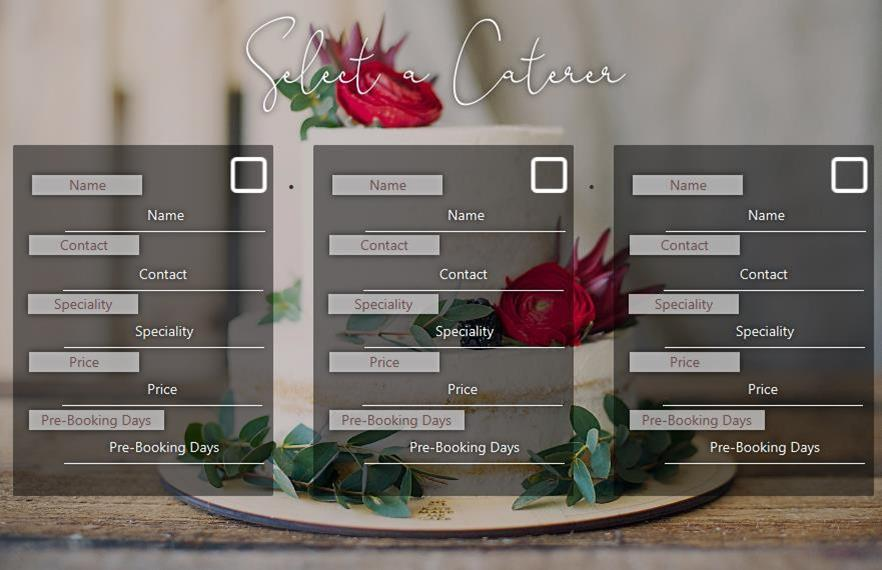 Select a Caterer
Name
Name
Contact
Contact
Speciality
Speciality
Price
Price
Pre-Booking Days
Pre-Booking Days
Name
Name
Contact
Contact
Speciality
Speciality
Price
Price
Pre-Booking Days
Pre-Booking Days
Name
Name
Contact
Contact
Speciality
Speciality
Price
Price
Pre-Booking Days
Pre-Booking Days